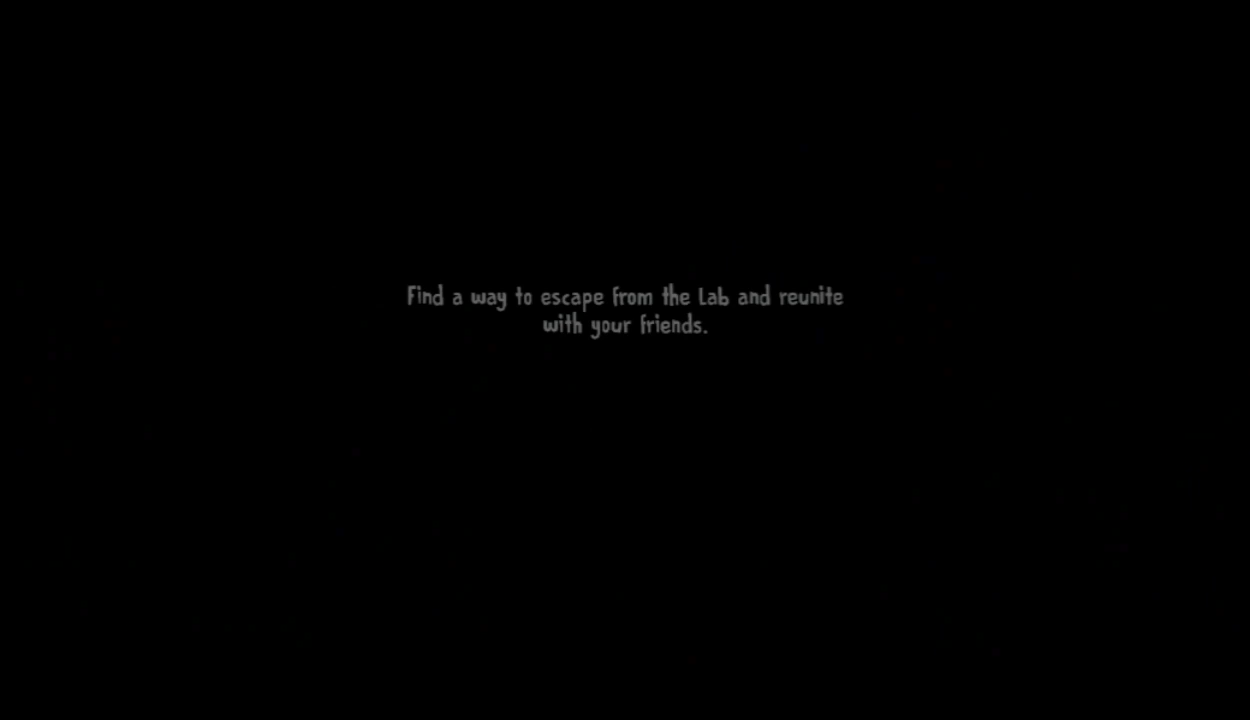 Find a way to escape from the Lab and reunite
with your friends.